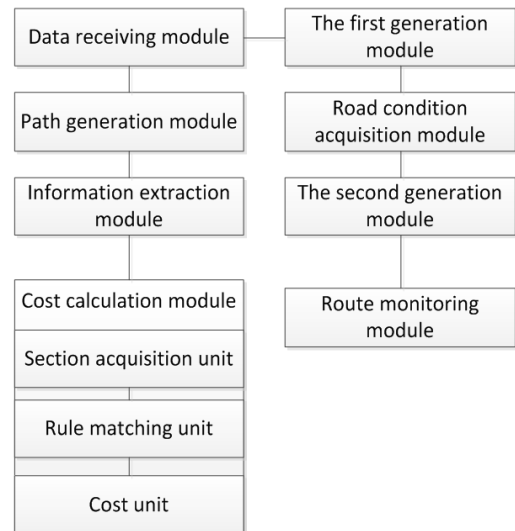 Data receiving module
The first generation
module
Path generation module
Road condition
acquisition module
Information extraction
module
The second generation
module
Cost calculation module
Route monitoring
module
Section acquisition unit
Rule matching unit
Cost unit